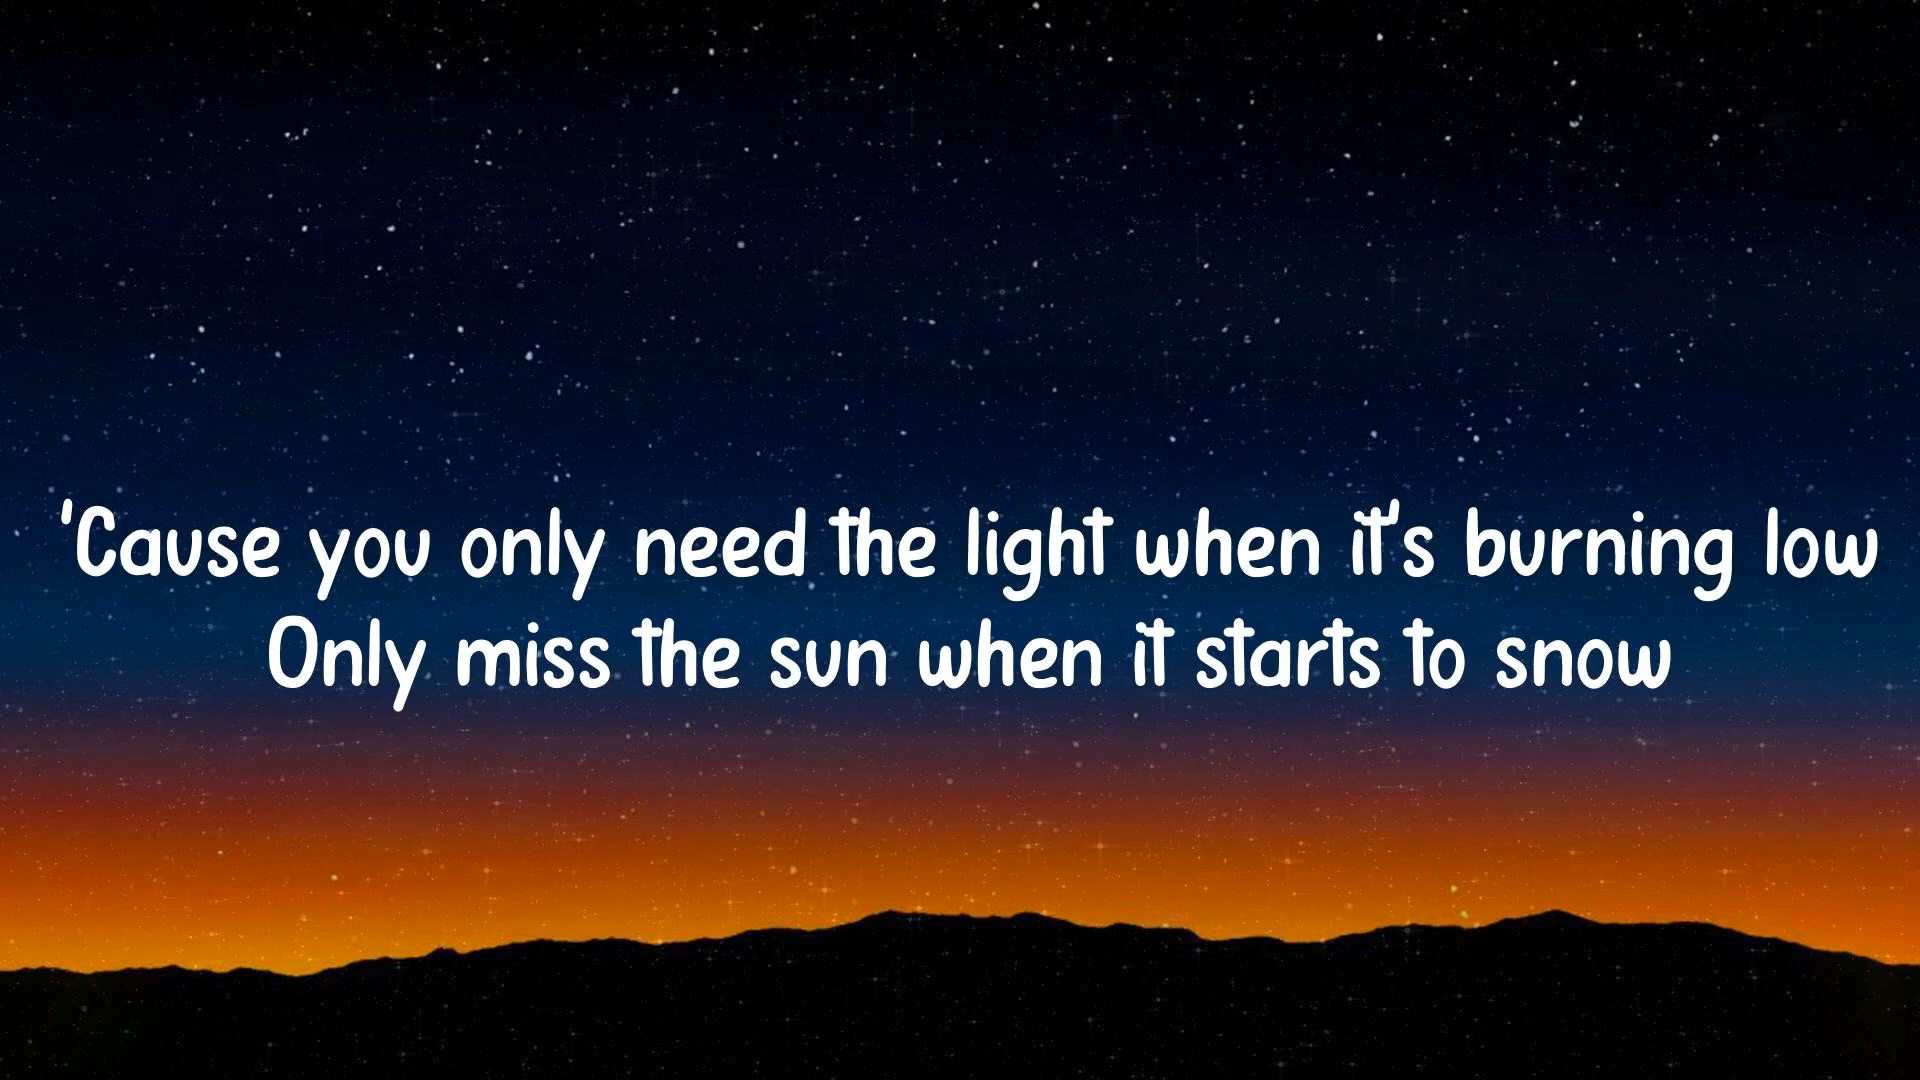 'Cause you only need the light when it's burning low
Only miss the sun when it starts to snow